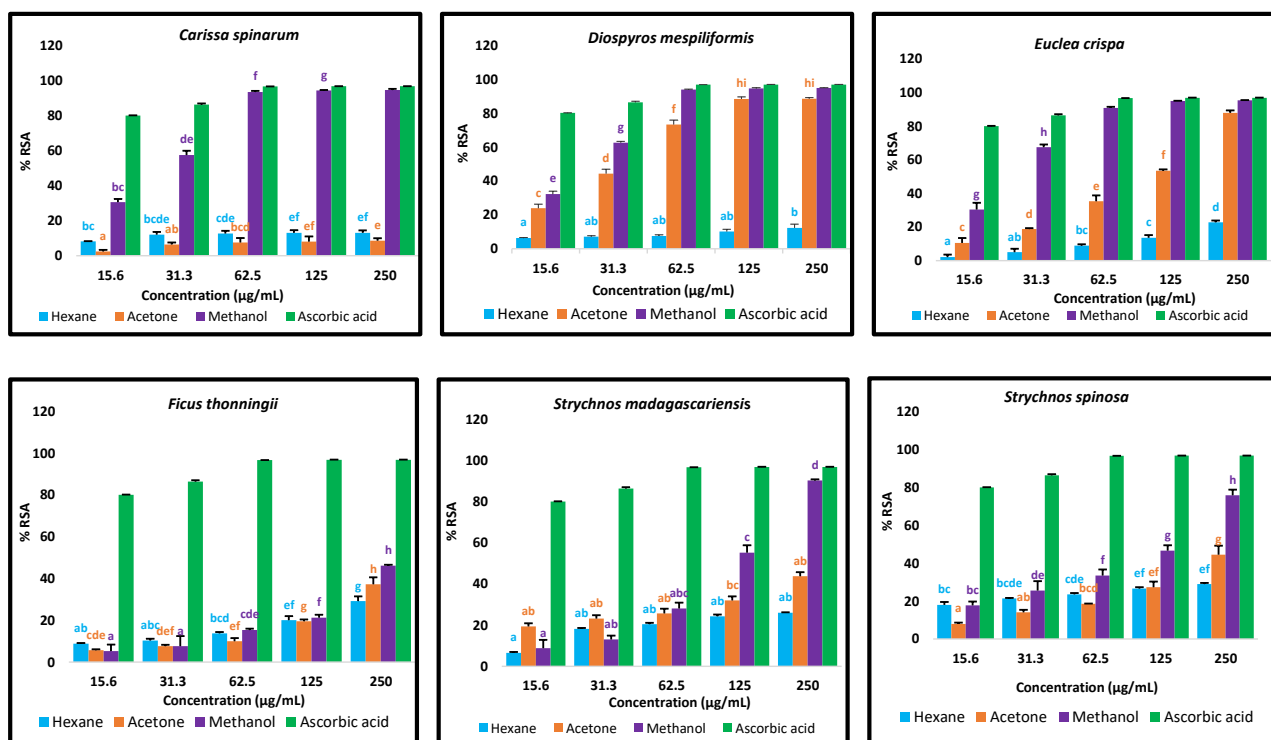 Carissa spinarum
120
100
80
60
40
20
0
% RSA
bc a bc
bcde ab de
cde bcd f
ef ef g
ef e
15.6 31.3 62.5 125 250
Concentration (µg/mL)
Hexane Acetone Methanol Ascorbic acid
Diospyros mespiliformis
120
100
80
60
40
20
0
% RSA
a c e
ab d g
ab f
ab hi
b hi
15.6 31.3 62.5 125 250
Concentration (µg/mL)
Hexane Acetone Methanol Ascorbic acid
Euclea crispa
120
100
80
60
40
20
0
% RSA
a c g
ab d h
bc e
c f
d
15.6 31.3 62.5 125 250
Concentration (µg/mL)
Hexane Acetone Methanol Ascorbic acid
Ficus thonningii
120
100
80
60
40
20
0
% RSA
ab cde a
abc def a
bcd ef cde
ef g f
g h h
15.6 31.3 62.5 125 250
Concentration (µg/mL)
Hexane Acetone Methanol Ascorbic acid
Strychnos madagascariensis
120
100
80
60
40
20
0
% RSA
a ab a
ab ab ab
ab ab abc
ab bc c
ab ab d
15.6 31.3 62.5 125 250
Concentration (µg/mL)
Hexane Acetone Methanol Ascorbic acid
Strychnos spinosa
120
100
80
60
40
20
0
% RSA
bc a bc
bcde ab de
cde bcd f
ef ef g
ef g h
15.6 31.3 62.5 125 250
Concentration (µg/mL)
Hexane Acetone Methanol Ascorbic acid